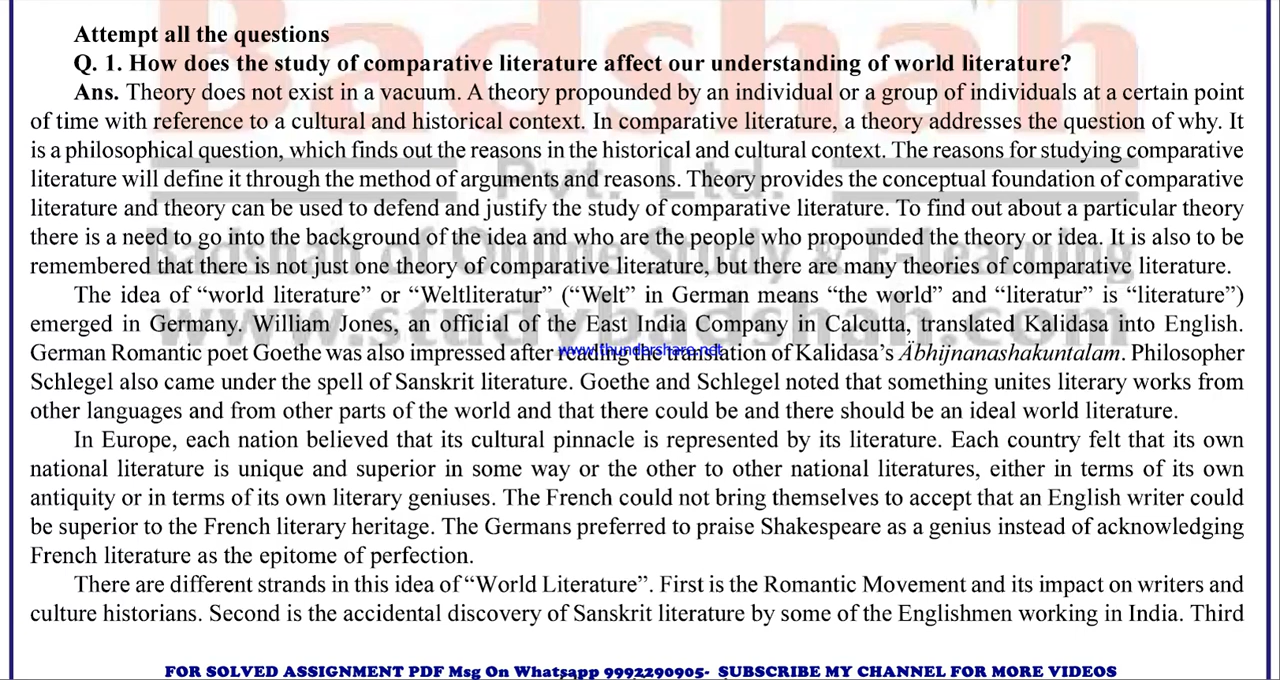 Attempt all the questions
Q. 1. How does the study of comparative literature affect our understanding of world literature?
Ans. Theory does not exist in a vacuum. A theory propounded by an individual or a group of individuals at a certain point
of time with reference to a cultural and historical context. In comparative literature, a theory addresses the question of why. It
is a philosophical question, which finds out the reasons in the historical and cultural context. The reasons for studying comparative
literature will define it through the method of arguments and reasons. Theory provides the conceptual foundation of comparative
literature and theory can be used to defend and justify the study of comparative literature. To find out about a particular theory
there is a need to go into the background of the idea and who are the people who propounded the theory or idea. It is also to be
remembered that there is not just one theory of comparative literature, but there are many theories of comparative literature.
The idea of “world literature” or “Weltliteratur” (“Welt” in German means “the world” and “literatur” is “literature”)
emerged in Germany. William Jones, an official of the East India Company in Calcutta, translated Kalidasa into English.
German Romantic poet Goethe was also impressed after reading the translation of Kalidasa’s Äbhijnanashakuntalam. Philosopher
Schlegel also came under the spell of Sanskrit literature. Goethe and Schlegel noted that something unites literary works from
other languages and from other parts of the world and that there could be and there should be an ideal world literature.
In Europe, each nation believed that its cultural pinnacle is represented by its literature. Each country felt that its own
national literature is unique and superior in some way or the other to other national literatures, either in terms of its own
antiquity or in terms of its own literary geniuses. The French could not bring themselves to accept that an English writer could
be superior to the French literary heritage. The Germans preferred to praise Shakespeare as a genius instead of acknowledging
French literature as the epitome of perfection.
There are different strands in this idea of “World Literature”. First is the Romantic Movement and its impact on writers and
culture historians. Second is the accidental discovery of Sanskrit literature by some of the Englishmen working in India. Third
Badshah
Pvt. Ltd.
Badshah of Online Study & E-Learning
www.studybadshah.com
www.thundershare.net
FOR SOLVED ASSIGNMENT PDF Msg On Whatsapp 9992290905- SUBSCRIBE MY CHANNEL FOR MORE VIDEOS